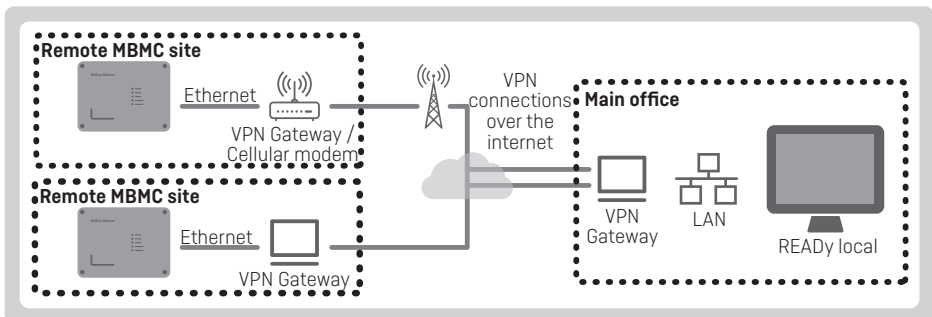 Remote MBMC site
Ethernet
VPN Gateway /
Cellular modem
VPN
connections
over the
internet
Main office
VPN
Gateway
LAN
READy local
Remote MBMC site
Ethernet
VPN Gateway